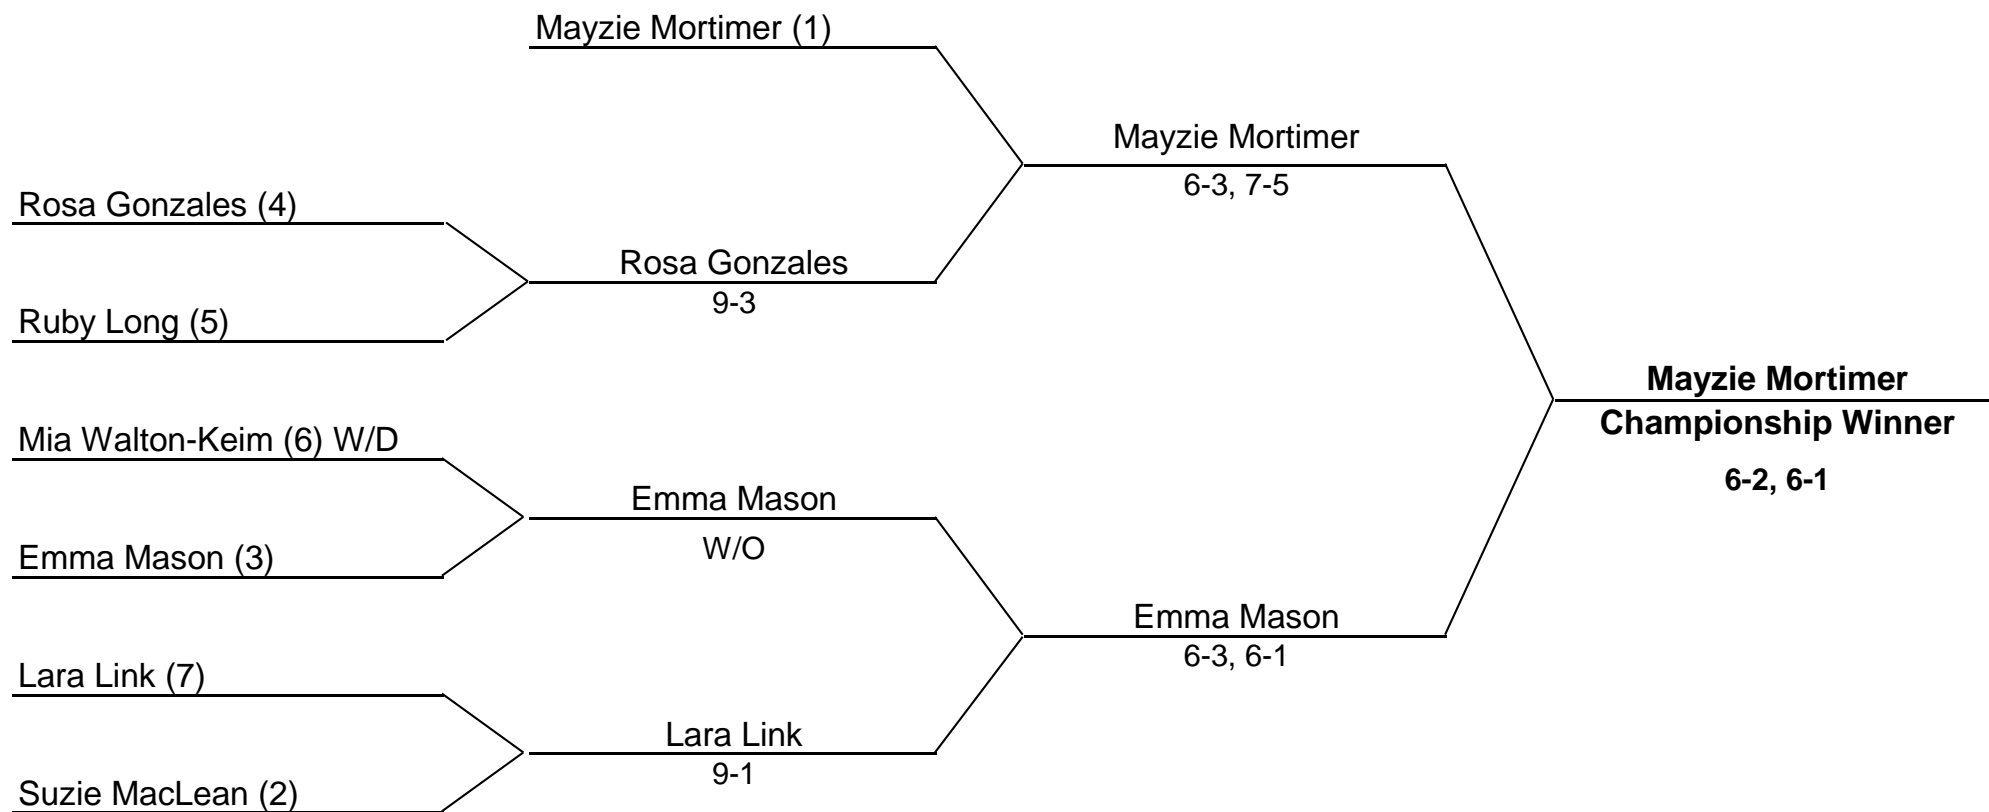 Mayzie Mortimer (1)
Mayzie Mortimer
6-3, 7-5
Rosa Gonzales (4)
Rosa Gonzales
9-3
Ruby Long (5)
Mayzie Mortimer
Championship Winner
6-2, 6-1
Mia Walton-Keim (6) W/D
Emma Mason
W/O
Emma Mason (3)
Emma Mason
6-3, 6-1
Lara Link (7)
Lara Link
9-1
Suzie MacLean (2)